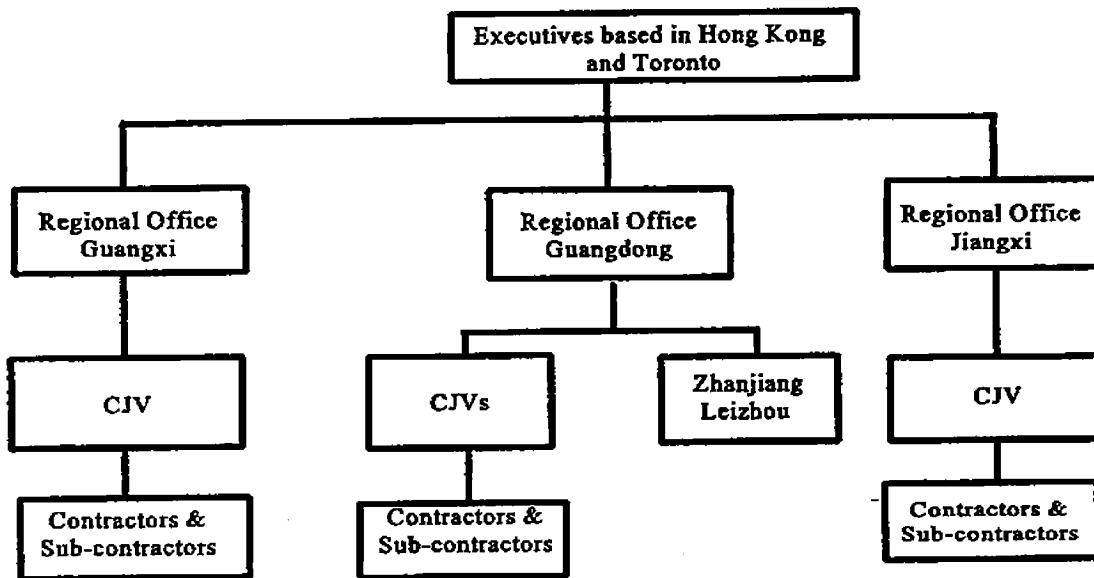 Executives based in Hong Kong
and Toronto
Regional Office
Guangxi
Regional Office
Guangdong
Regional Office
Jiangxi
CJV
CJVs
Zhanjiang
Leizhou
CJV
Contractors &
Sub-contractors
Contractors &
Sub-contractors
Contractors &
Sub-contractors